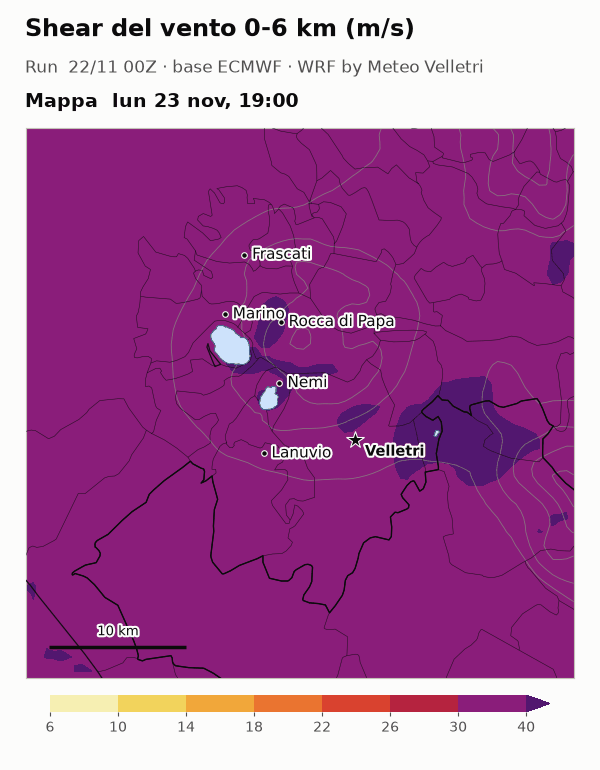 Shear del vento 0-6 km (m/s)
Run  22/11 00Z · base ECMWF · WRF by Meteo Velletri
Mappa  lun 23 nov, 19:00
Frascati
Marino
Rocca di Papa
Nemi
Velletri
Lanuvio
10 km
6 10 14 18 22 26 30 40